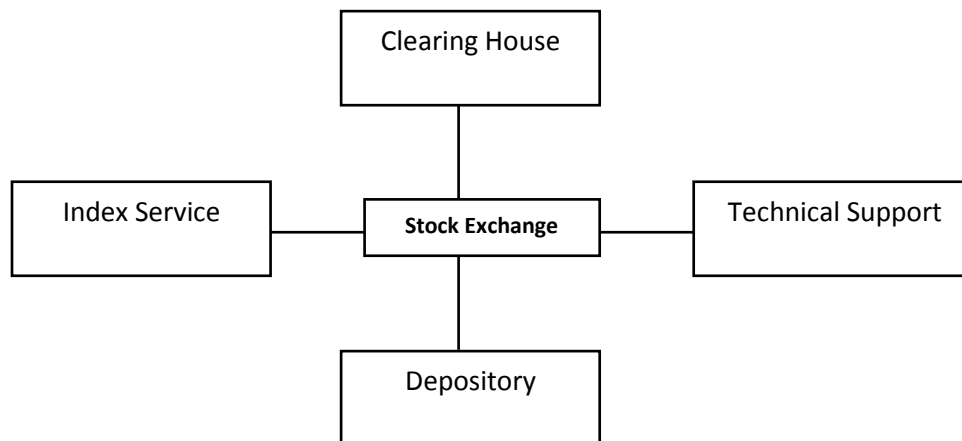 Clearing House
Index Service
Stock Exchange
Technical Support
Depository